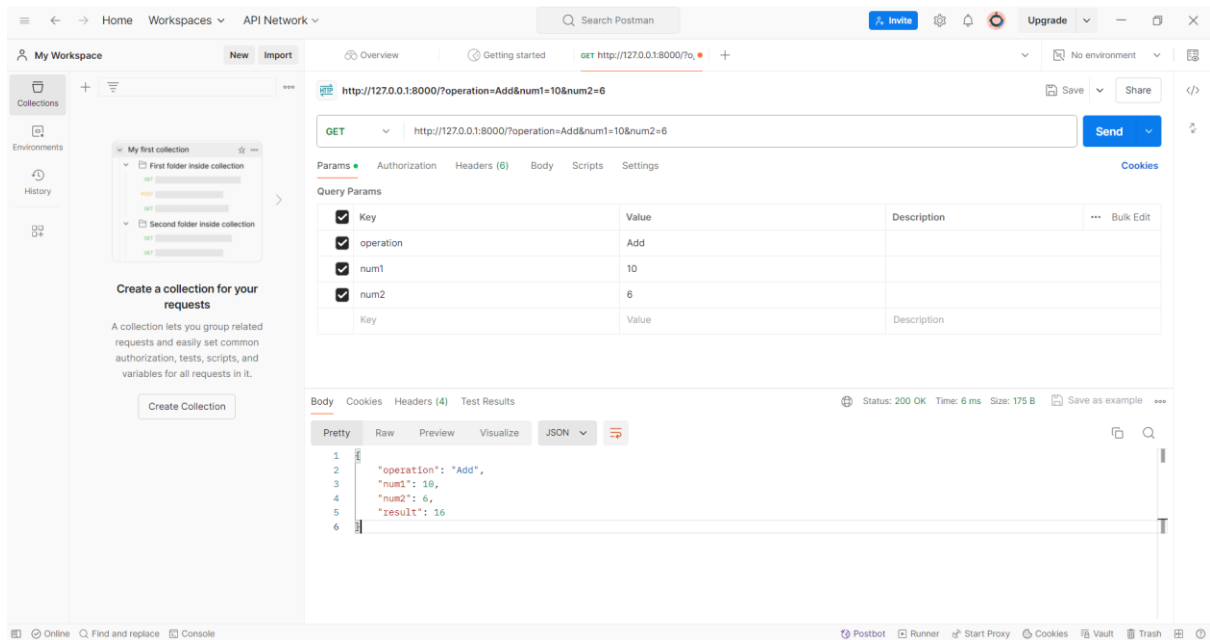 Home Workspaces API Network Search Postman Invite Upgrade
My Workspace New Import Overview Getting started GET http://127.0.0.1:8000/?o, No environment
Collections
Environments
History
My first collection
First folder inside collection
GET
POST
GET
Second folder inside collection
GET
GET
Create a collection for your
requests
A collection lets you group related
requests and easily set common
authorization, tests, scripts, and
variables for all requests in it.
Create Collection
HTTP http://127.0.0.1:8000/?operation=Add&num1=10&num2=6 Save Share
GET http://127.0.0.1:8000/?operation=Add&num1=10&num2=6 Send
Params Authorization Headers (6) Body Scripts Settings Cookies
Query Params
Key Value Description Bulk Edit
operation Add
num1 10
num2 6
Key Value Description
Body Cookies Headers (4) Test Results Status: 200 OK Time: 6 ms Size: 175 B Save as example
Pretty Raw Preview Visualize JSON
1 {
2 "operation": "Add",
3 "num1": 10,
4 "num2": 6,
5 "result": 16
6 }
Online Find and replace Console Postbot Runner Start Proxy Cookies Vault Trash